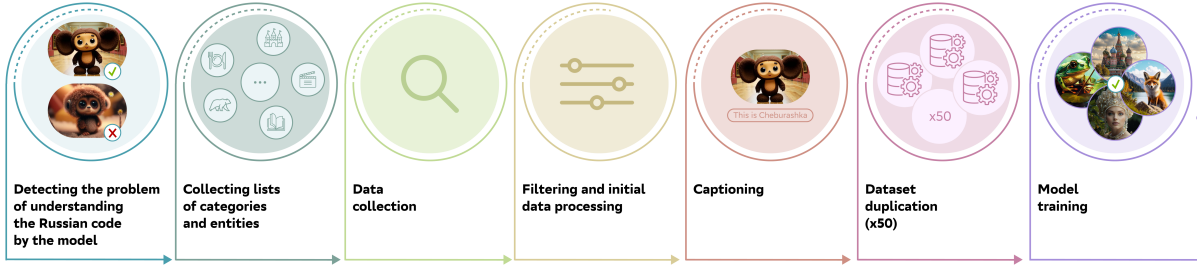 This is Cheburashka
x50
Detecting the problem
of understanding
the Russian code
by the model
Collecting lists
of categories
and entities
Data
collection
Filtering and initial
data processing
Captioning
Dataset
duplication
(x50)
Model
training